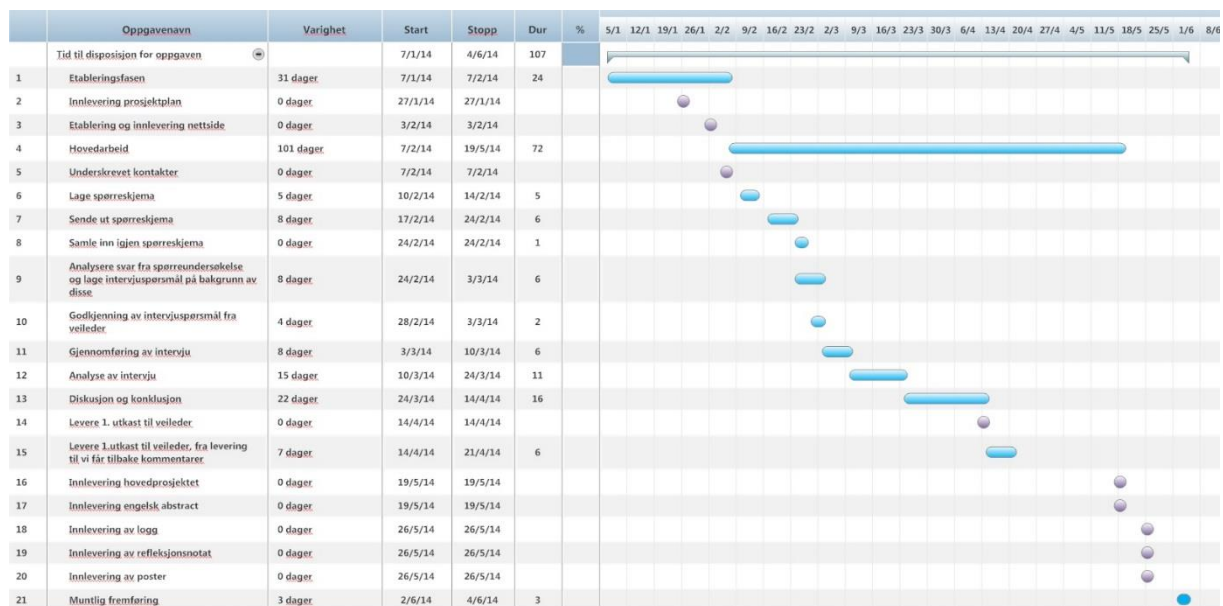 Oppgavenavn Varighet Start Stopp Dur % 5/1 12/1 19/1 26/1 2/2 9/2 16/2 23/2 2/3 9/3 16/3 23/3 30/3 6/4 13/4 20/4 27/4 4/5 11/5 18/5 25/5 1/6 8/6
Tid til disposisjon for oppgaven 7/1/14 4/6/14 107
1 Etableringsfasen 31 dager 7/1/14 7/2/14 24
2 Innlevering prosjektplan 0 dager 27/1/14 27/1/14
3 Etablering og innlevering nettside 0 dager 3/2/14 3/2/14
4 Hovedarbeid 101 dager 7/2/14 19/5/14 72
5 Underskrevet kontakter 0 dager 7/2/14 7/2/14
6 Lage spørreskjema 5 dager 10/2/14 14/2/14 5
7 Sende ut spørreskjema 8 dager 17/2/14 24/2/14 6
8 Samle inn igjen spørreskjema 0 dager 24/2/14 24/2/14 1
Analysere svar fra spørreundersøkelse
9 og lage intervjuspørsmål på bakgrunn av 8 dager 24/2/14 3/3/14 6
disse
10 Godkjenning av intervjuspørsmål fra 4 dager 28/2/14 3/3/14 2
veileder
11 Gjennomføring av intervju 8 dager 3/3/14 10/3/14 6
12 Analyse av intervju 15 dager 10/3/14 24/3/14 11
13 Diskusjon og konklusjon 22 dager 24/3/14 14/4/14 16
14 Levere 1. utkast til veileder 0 dager 14/4/14 14/4/14
15 Levere 1.utkast til veileder, fra levering 7 dager 14/4/14 21/4/14 6
til vi får tilbake kommentarer
16 Innlevering hovedprosjektet 0 dager 19/5/14 19/5/14
17 Innlevering engelsk abstract 0 dager 19/5/14 19/5/14
18 Innlevering av logg 0 dager 26/5/14 26/5/14
19 Innlevering av refleksjonsnotat 0 dager 26/5/14 26/5/14
20 Innlevering av poster 0 dager 26/5/14 26/5/14
21 Muntlig fremføring 3 dager 2/6/14 4/6/14 3